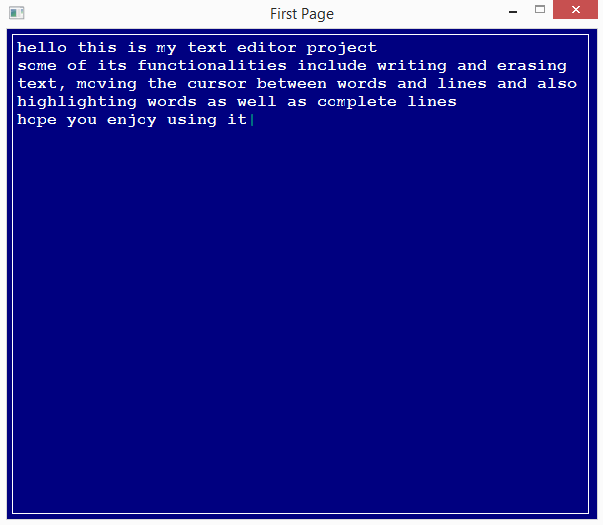 First Page
hello this is my text editor project
some of its functionalities include writing and erasing
text, moving the cursor between words and lines and also
highlighting words as well as complete lines
hope you enjoy using it